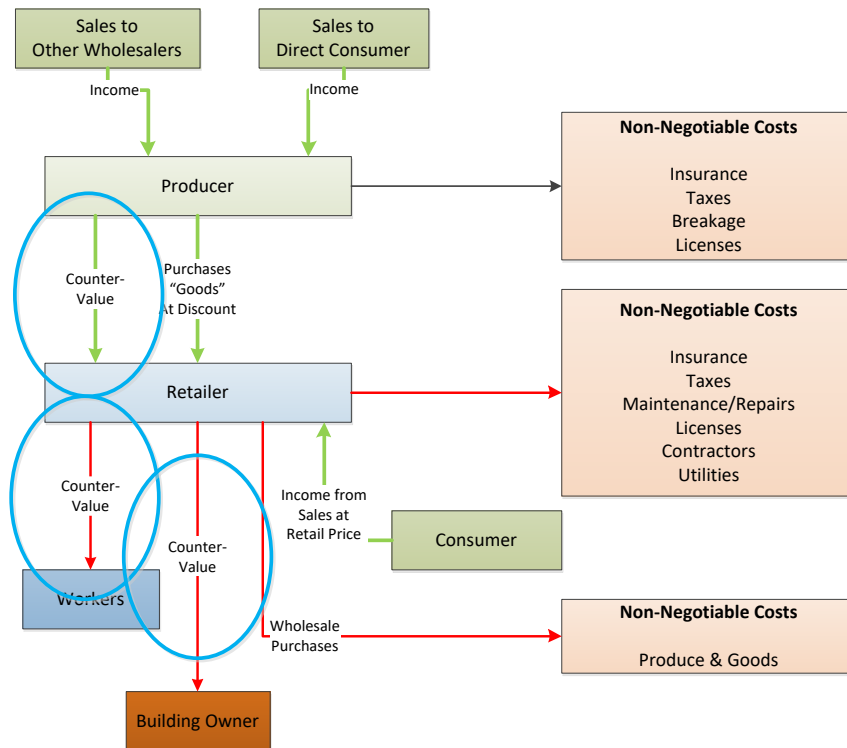 Sales to
Other Wholesalers
Sales to
Direct Consumer
Income
Income
Non-Negotiable Costs
Insurance
Taxes
Breakage
Licenses
Producer
Counter-
Value
Purchases
“Goods”
At Discount
Non-Negotiable Costs
Insurance
Taxes
Maintenance/Repairs
Licenses
Contractors
Utilities
Retailer
Counter-
Value
Income from
Sales at
Retail Price
Counter-
Value
Consumer
Workers
Wholesale
Purchases
Non-Negotiable Costs
Produce & Goods
Building Owner